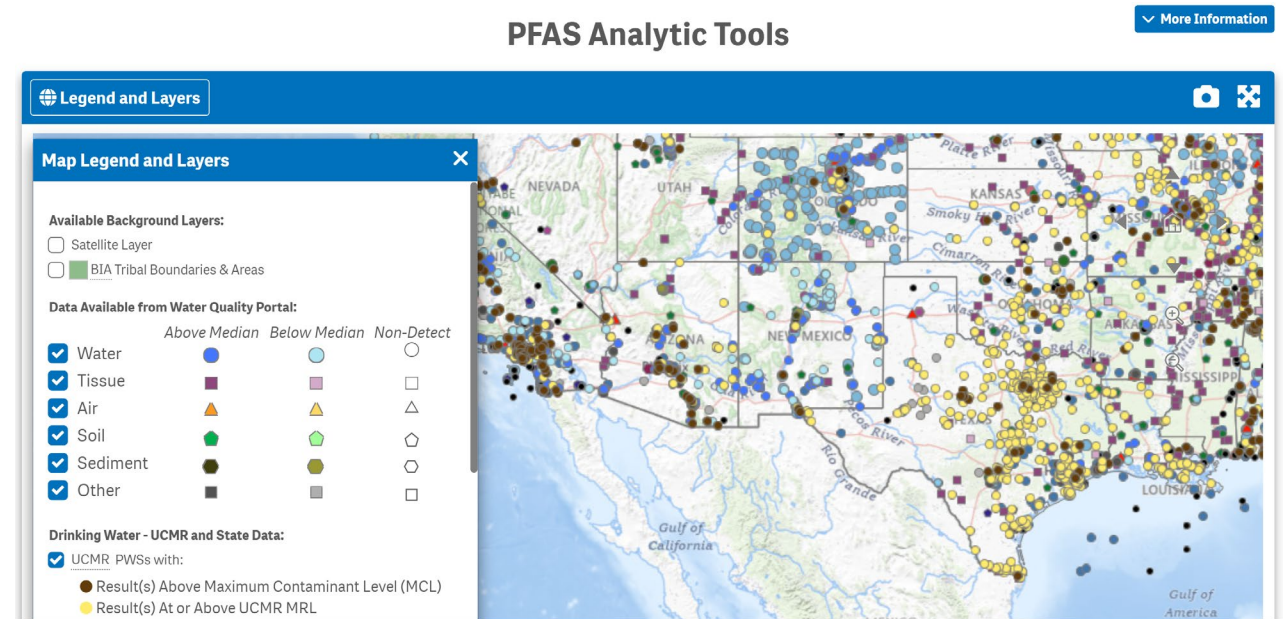 PFAS Analytic Tools
More Information
Legend and Layers
Map Legend and Layers
Available Background Layers:
Satellite Layer
BIA Tribal Boundaries & Areas
Data Available from Water Quality Portal:
Above Median Below Median Non-Detect
Water
Tissue
Air
Soil
Sediment
Other
Drinking Water - UCMR and State Data:
UCMR PWSs with:
Result(s) Above Maximum Contaminant Level (MCL)
Result(s) At or Above UCMR MRL
NEVADA
UTAH
KANSAS
Platte River
Smoky Hill River
Cimarron River
NEW MEXICO
Red River
Pecos River
Rio Grande
Gulf of
California
Gulf of
America